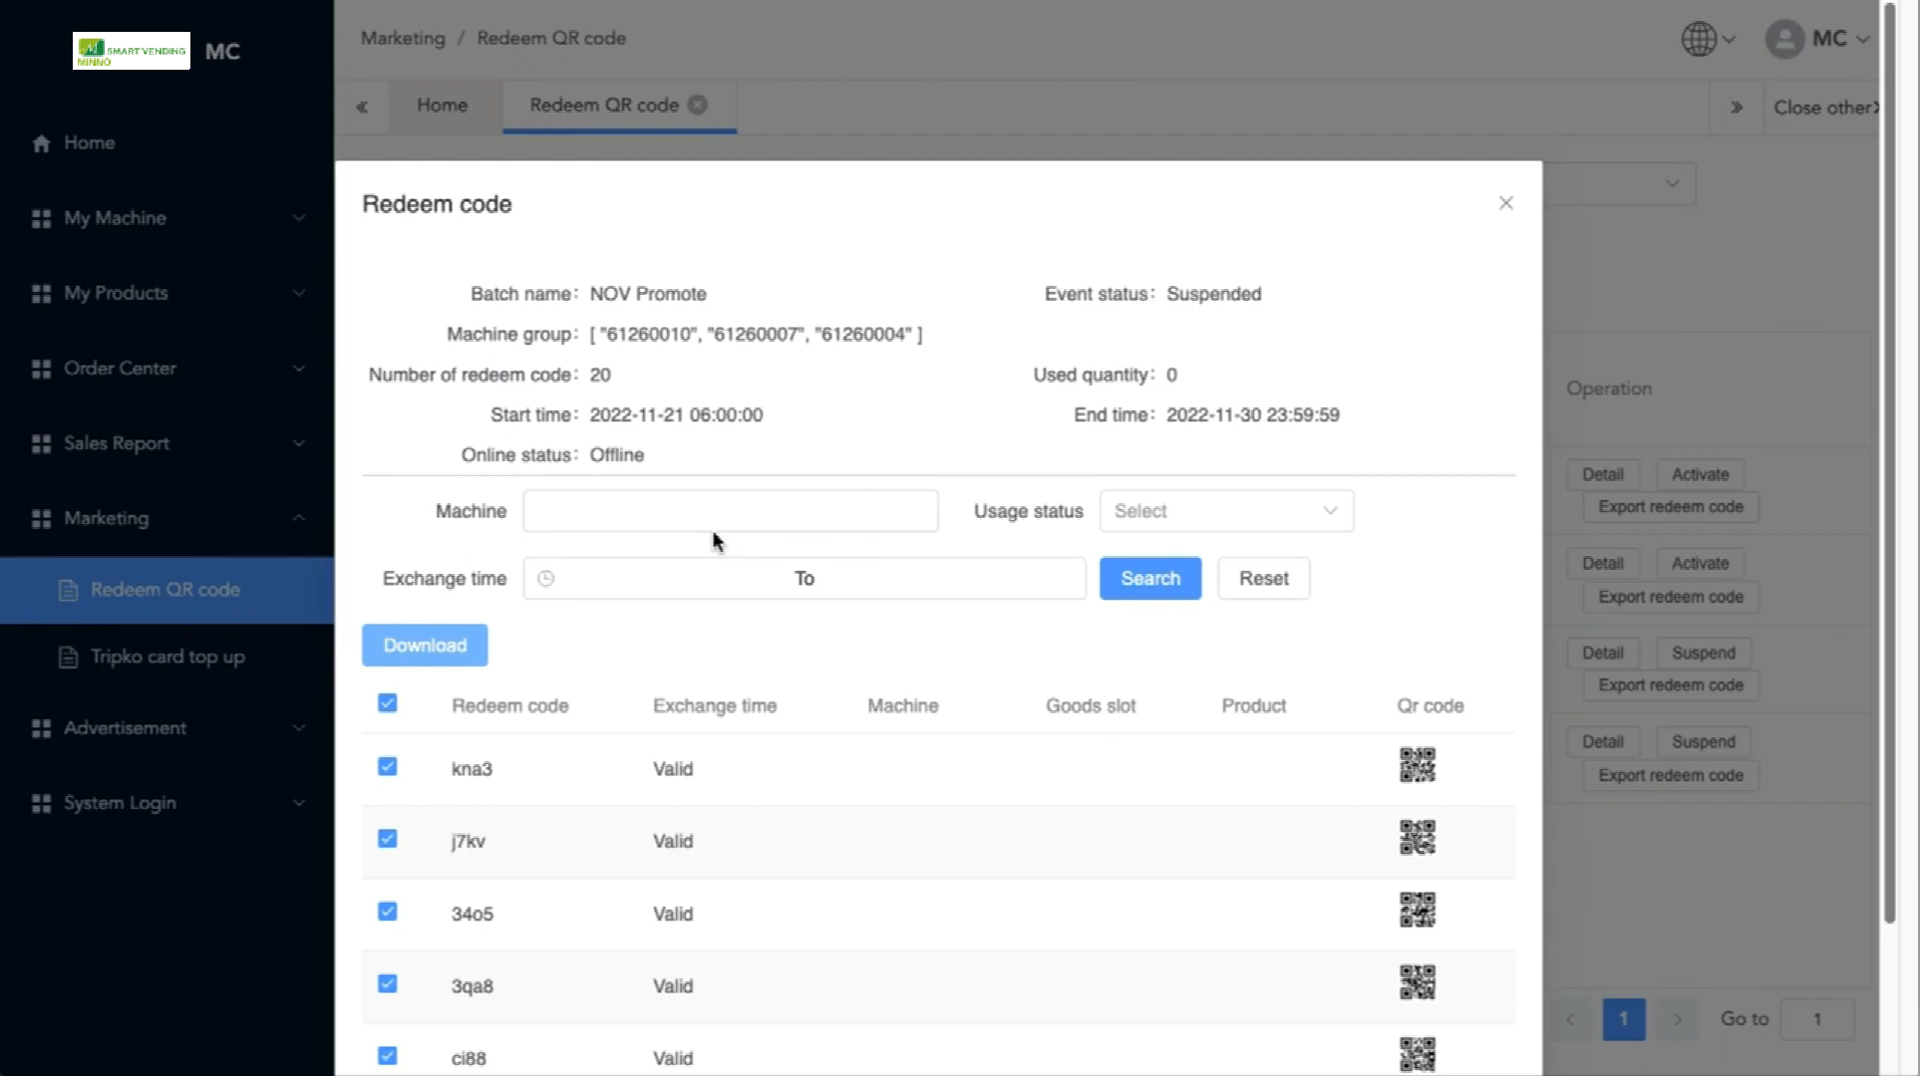 SMART VENDING
MINNO
MC
Home
My Machine
My Products
Order Center
Sales Report
Marketing
Redeem QR code
Tripko card top up
Advertisement
System Login
Marketing / Redeem QR code
MC
« Home Redeem QR code » Close other
Redeem code
Batch name: NOV Promote Event status: Suspended
Machine group: [ "61260010", "61260007", "61260004" ]
Number of redeem code: 20 Used quantity: 0
Start time: 2022-11-21 06:00:00 End time: 2022-11-30 23:59:59
Online status: Offline
Machine Usage status Select
Exchange time To Search Reset
Download
Redeem code Exchange time Machine Goods slot Product Qr code
kna3 Valid
j7kv Valid
34o5 Valid
3qa8 Valid
ci88 Valid
Operation
Detail Activate
Export redeem code
Detail Activate
Export redeem code
Detail Suspend
Export redeem code
Detail Suspend
Export redeem code
< 1 > Go to 1